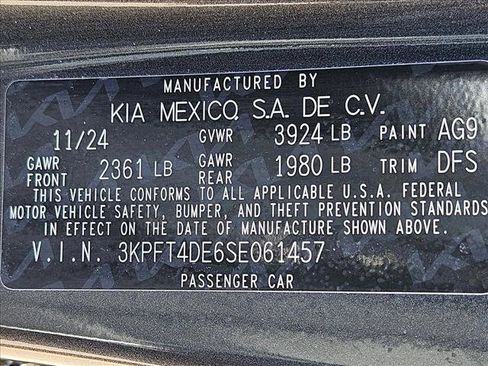 MANUFACTURED BY
KIA MEXICO, S.A. DE C.V.
11/24 GVWR 3924 LB PAINT AG9
GAWR FRONT 2361 LB GAWR REAR 1980 LB TRIM DFS
THIS VEHICLE CONFORMS TO ALL APPLICABLE U.S.A. FEDERAL
MOTOR VEHICLE SAFETY, BUMPER, AND THEFT PREVENTION STANDARDS
IN EFFECT ON THE DATE OF MANUFACTURE SHOWN ABOVE.
V.I.N. 3KPFT4DE6SE061457
PASSENGER CAR